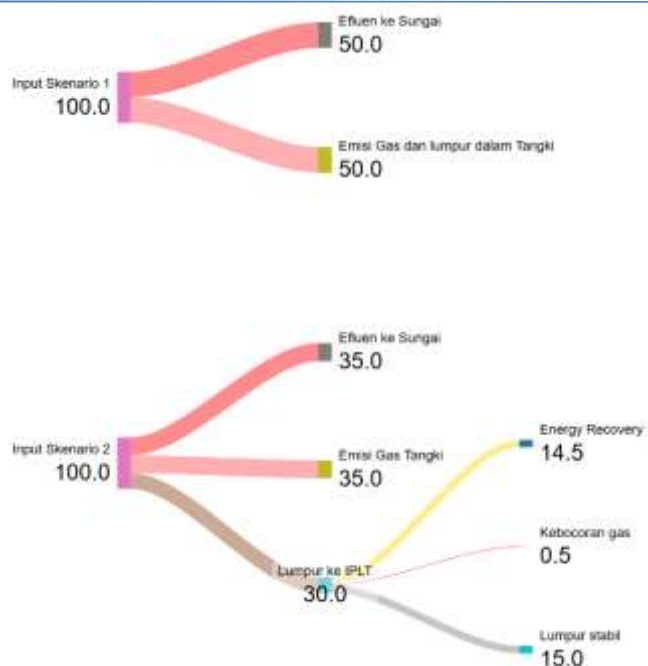 Efluen ke Sungai
50.0
Input Skenario 1
100.0
Emisi Gas dan lumpur dalam Tangki
50.0
Efluen ke Sungai
35.0
Input Skenario 2
100.0
Emisi Gas Tangki
35.0
Energy Recovery
14.5
Kebocoran gas
0.5
Lumpur ke IPLT
30.0
Lumpur stabil
15.0